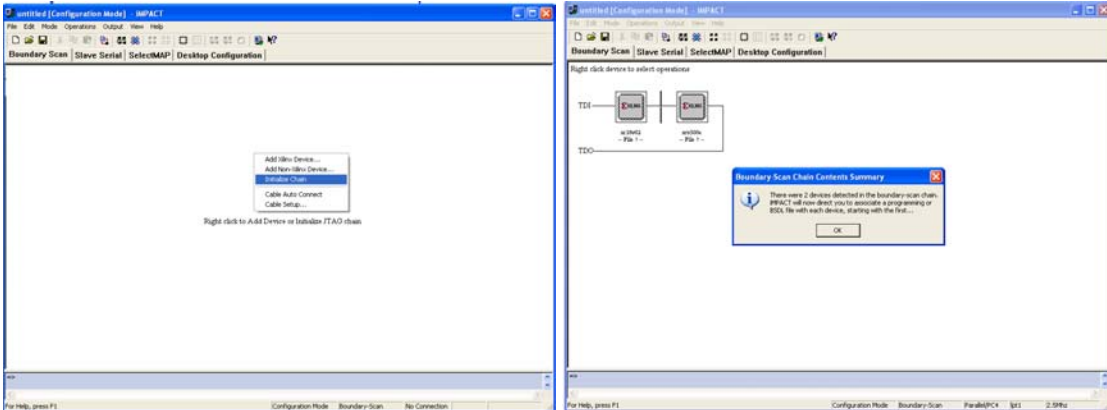 untitled [Configuration Mode] - iMPACT
File Edit Mode Operations Output View Help
Boundary Scan Slave Serial SelectMAP Desktop Configuration
Add Xilinx Device...
Add Non-Xilinx Device...
Initialize Chain
Cable Auto Connect
Cable Setup...
Right click to Add Device or Initialize JTAG chain
For Help, press F1
Configuration Mode Boundary-Scan No Connection
untitled [Configuration Mode] - iMPACT
File Edit Mode Operations Output View Help
Boundary Scan Slave Serial SelectMAP Desktop Configuration
Right click device to select operations
TDI
XILINX XILINX
-- File ? -- -- File ? --
TDO
Boundary-Scan Chain Contents Summary
There were 2 devices detected in the boundary-scan chain.
iMPACT will now direct you to associate a programming or
BSDL file with each device, starting with the first...
OK
For Help, press F1
Configuration Mode Boundary-Scan Parallel/PC4 lpt1 2.5Mhz